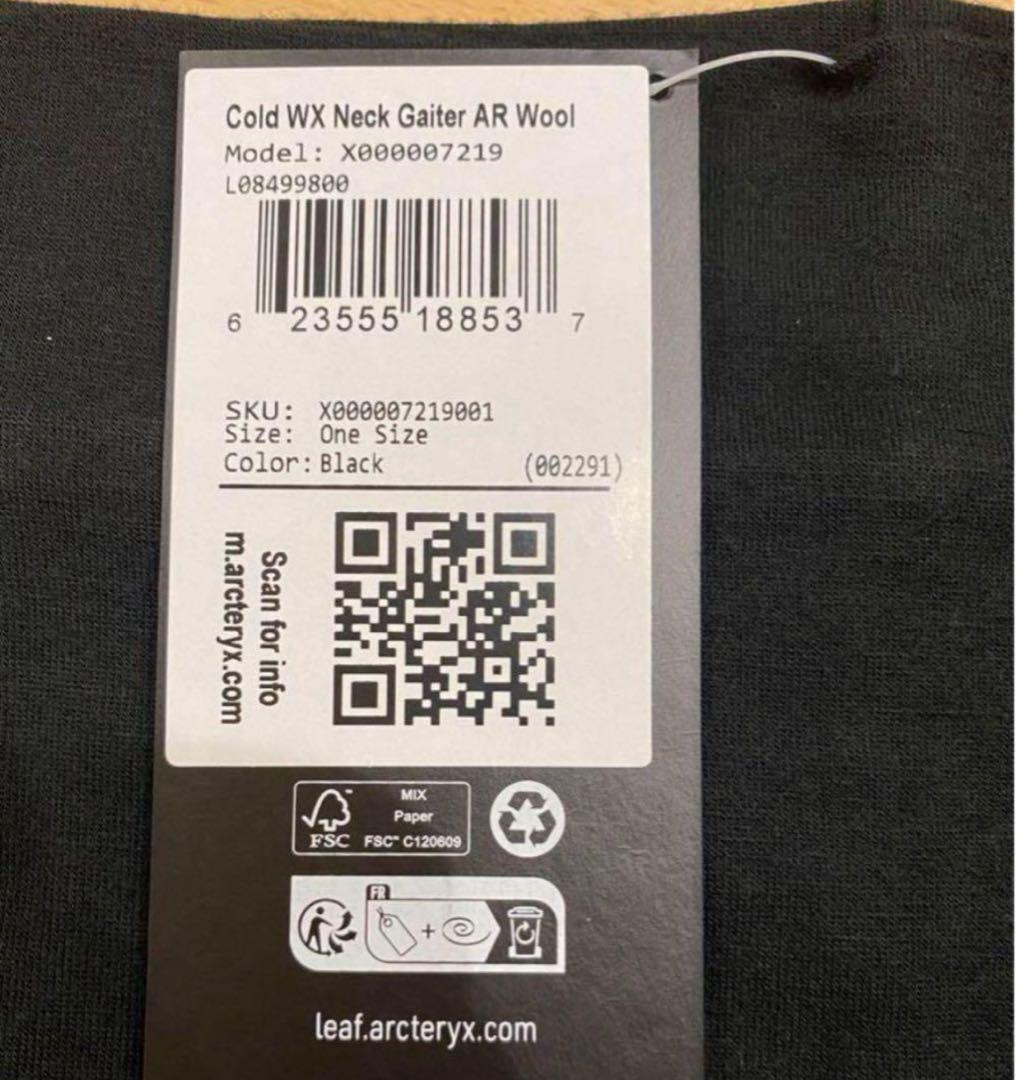 Cold WX Neck Gaiter AR Wool
Model: X000007219
L08499800
6 23555 18853 7
SKU: X000007219001
Size: One Size
Color: Black (002291)
Scan for info
m.arcteryx.com
MIX
Paper
FSC™ C120609
FSC
FR
+
leaf.arcteryx.com